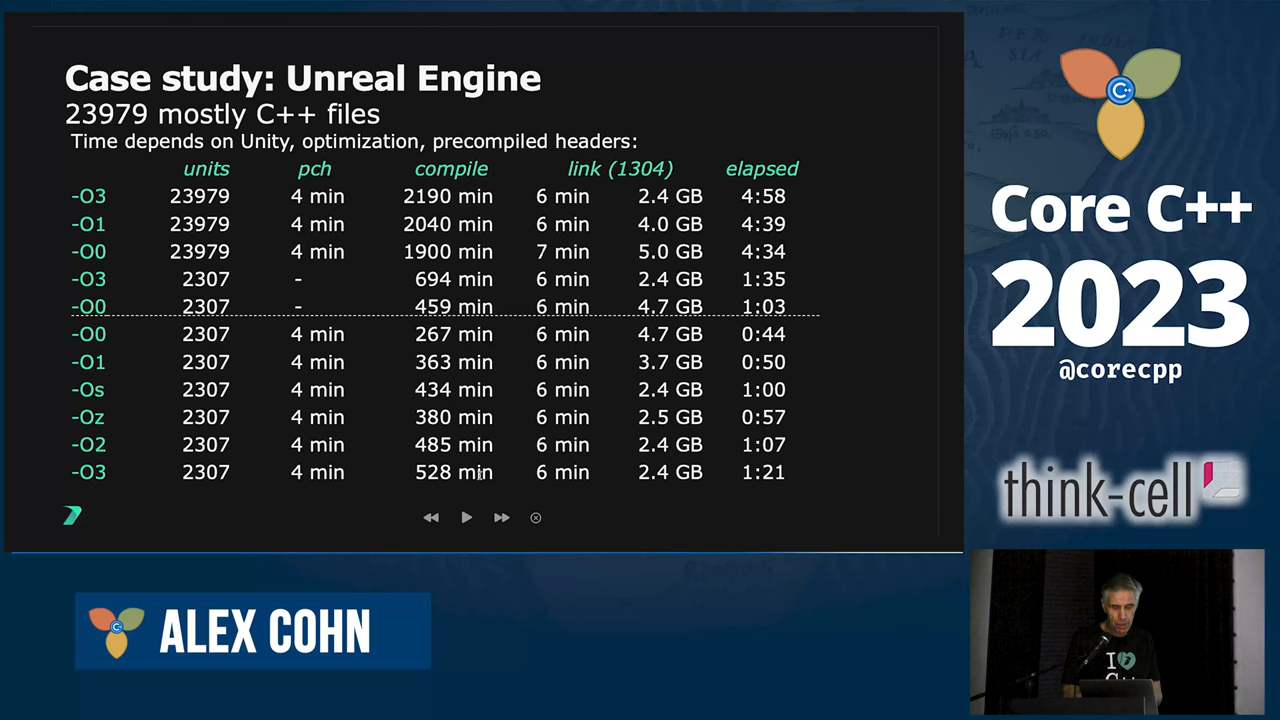 Case study: Unreal Engine
23979 mostly C++ files
Time depends on Unity, optimization, precompiled headers:
units pch compile link (1304) elapsed
-O3 23979 4 min 2190 min 6 min 2.4 GB 4:58
-O1 23979 4 min 2040 min 6 min 4.0 GB 4:39
-O0 23979 4 min 1900 min 7 min 5.0 GB 4:34
-O3 2307 - 694 min 6 min 2.4 GB 1:35
-O0 2307 - 459 min 6 min 4.7 GB 1:03
-O0 2307 4 min 267 min 6 min 4.7 GB 0:44
-O1 2307 4 min 363 min 6 min 3.7 GB 0:50
-Os 2307 4 min 434 min 6 min 2.4 GB 1:00
-Oz 2307 4 min 380 min 6 min 2.5 GB 0:57
-O2 2307 4 min 485 min 6 min 2.4 GB 1:07
-O3 2307 4 min 528 min 6 min 2.4 GB 1:21
C++
Core C++
2023
@corecpp
think-cell
ALEX COHN
I
C++